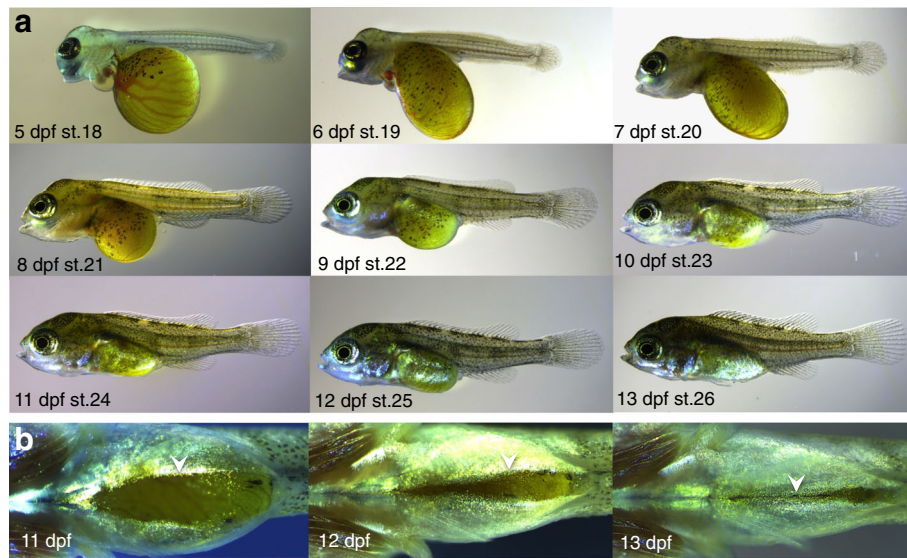 a
5 dpf st.18
6 dpf st.19
7 dpf st.20
8 dpf st.21
9 dpf st.22
10 dpf st.23
11 dpf st.24
12 dpf st.25
13 dpf st.26
b
11 dpf
12 dpf
13 dpf